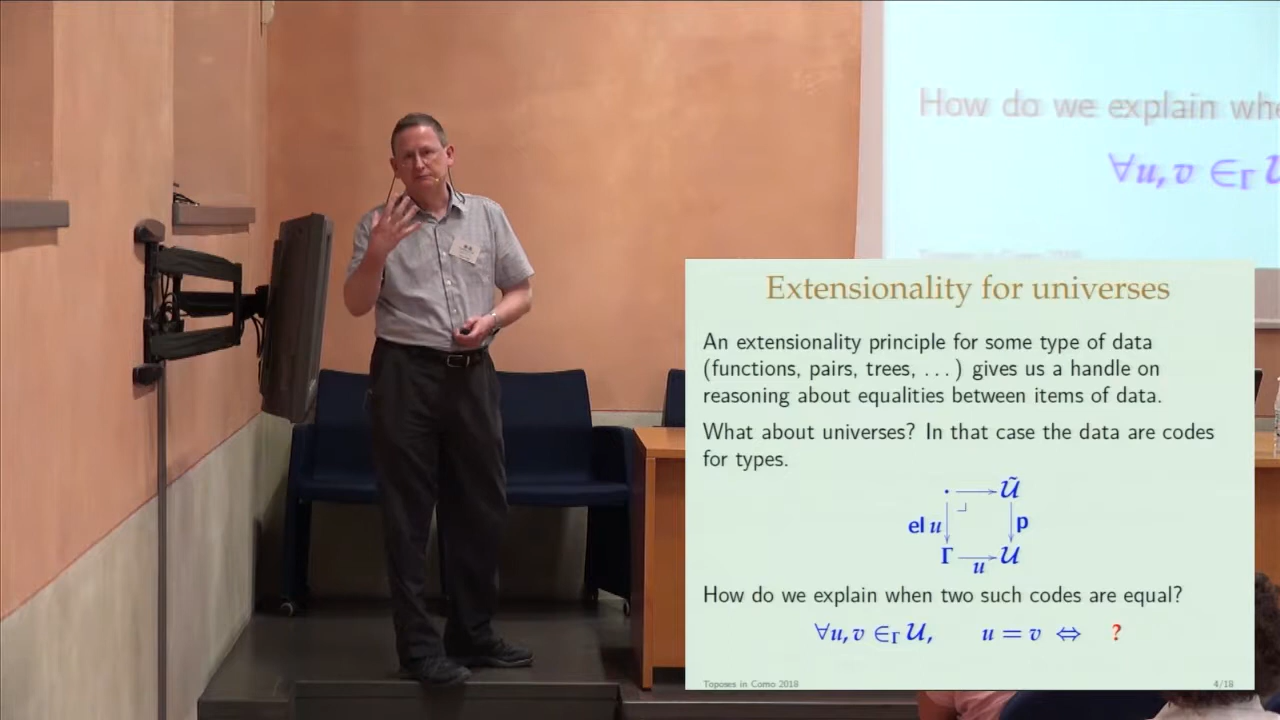 How do we explain whe
∀u, v ∈Γ 𝒰
Extensionality for universes
An extensionality principle for some type of data
(functions, pairs, trees, . . . ) gives us a handle on
reasoning about equalities between items of data.
What about universes? In that case the data are codes
for types.
· 𝒰̃
el u p
Γ u 𝒰
How do we explain when two such codes are equal?
∀u, v ∈Γ 𝒰, u = v ⇔ ?
Toposes in Como 2018 4/18